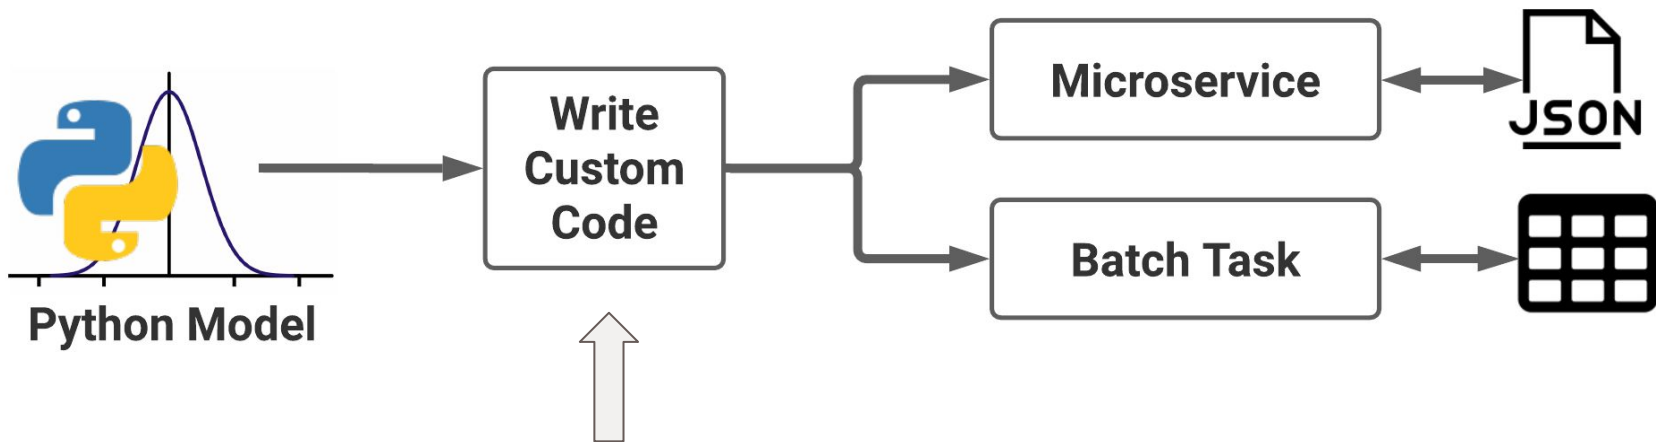 Python Model
Write
Custom
Code
Microservice
JSON
Batch Task